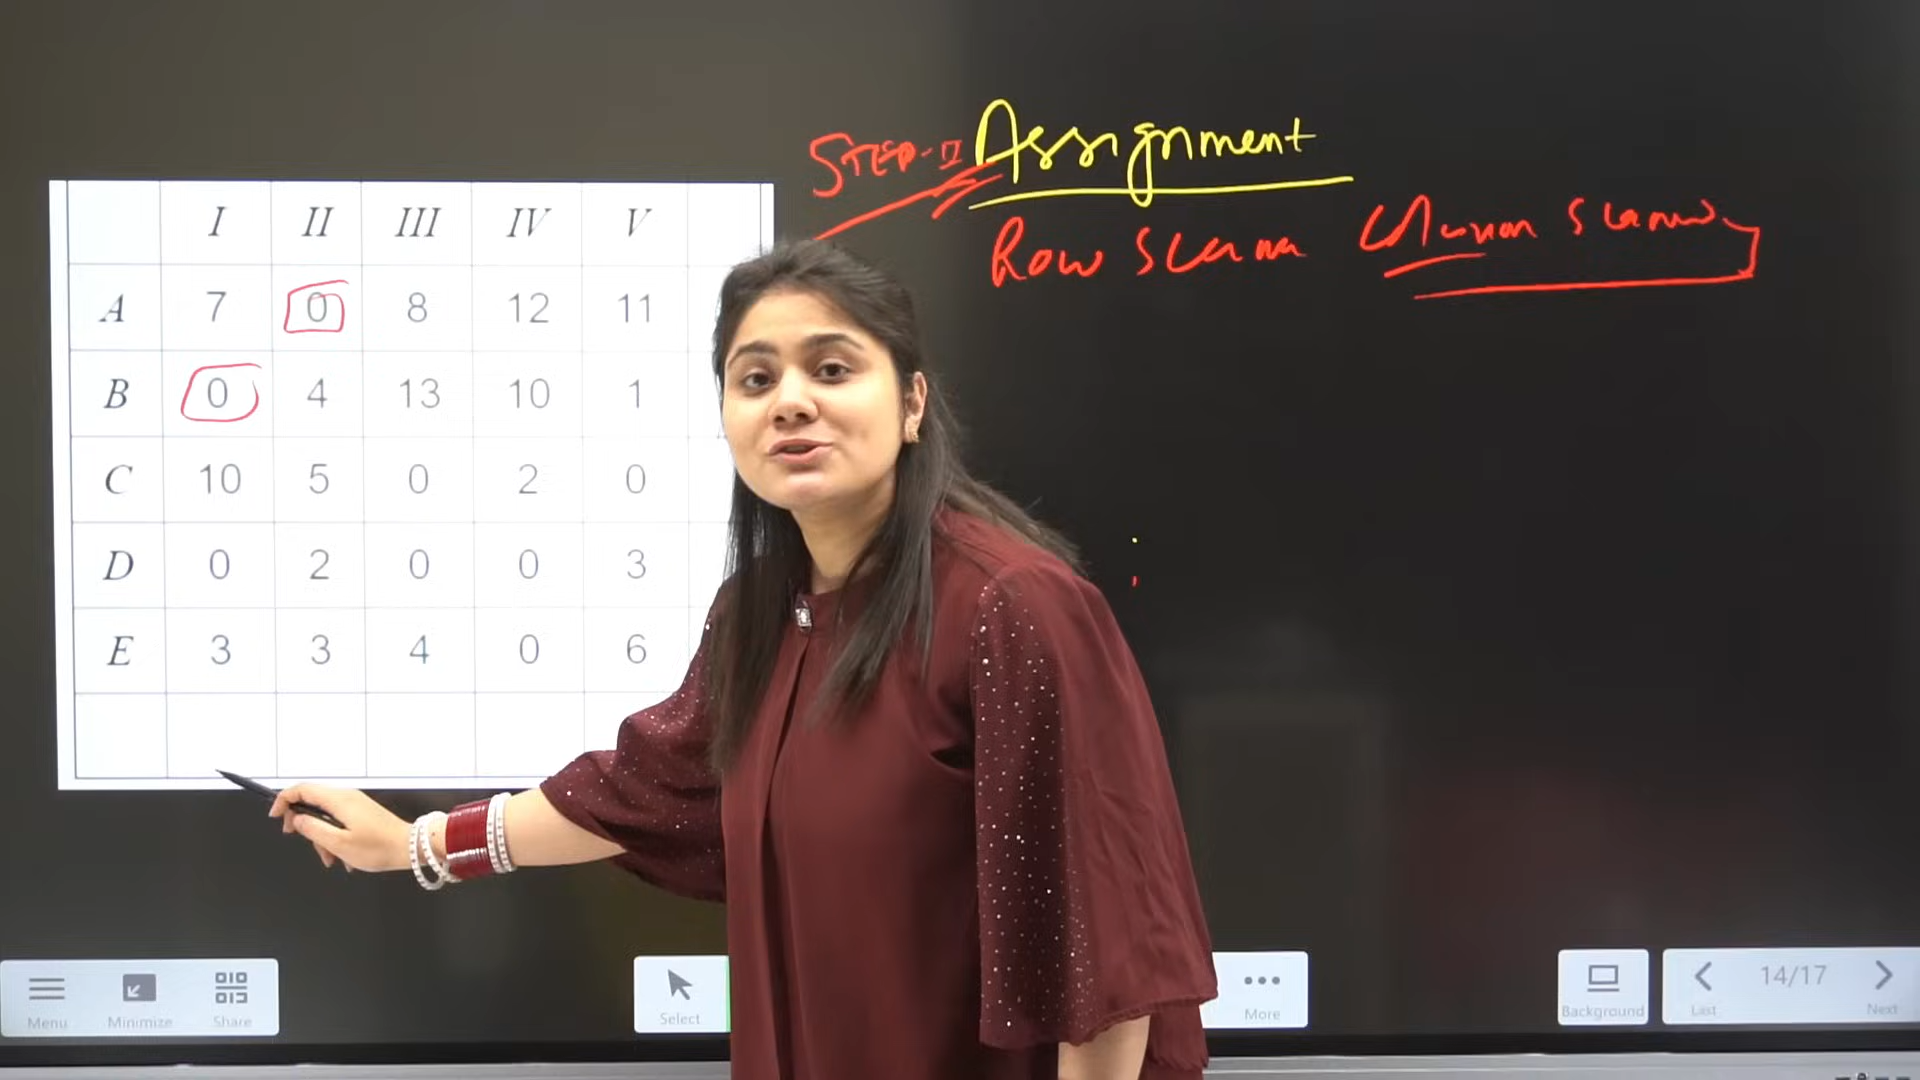 STEP-II Assignment
Row Scann Column Scann
I II III IV V
A 7 0 8 12 11
B 0 4 13 10 1
C 10 5 0 2 0
D 0 2 0 0 3
E 3 3 4 0 6
Menu Minimize Share Select More Background Last 14/17 Next